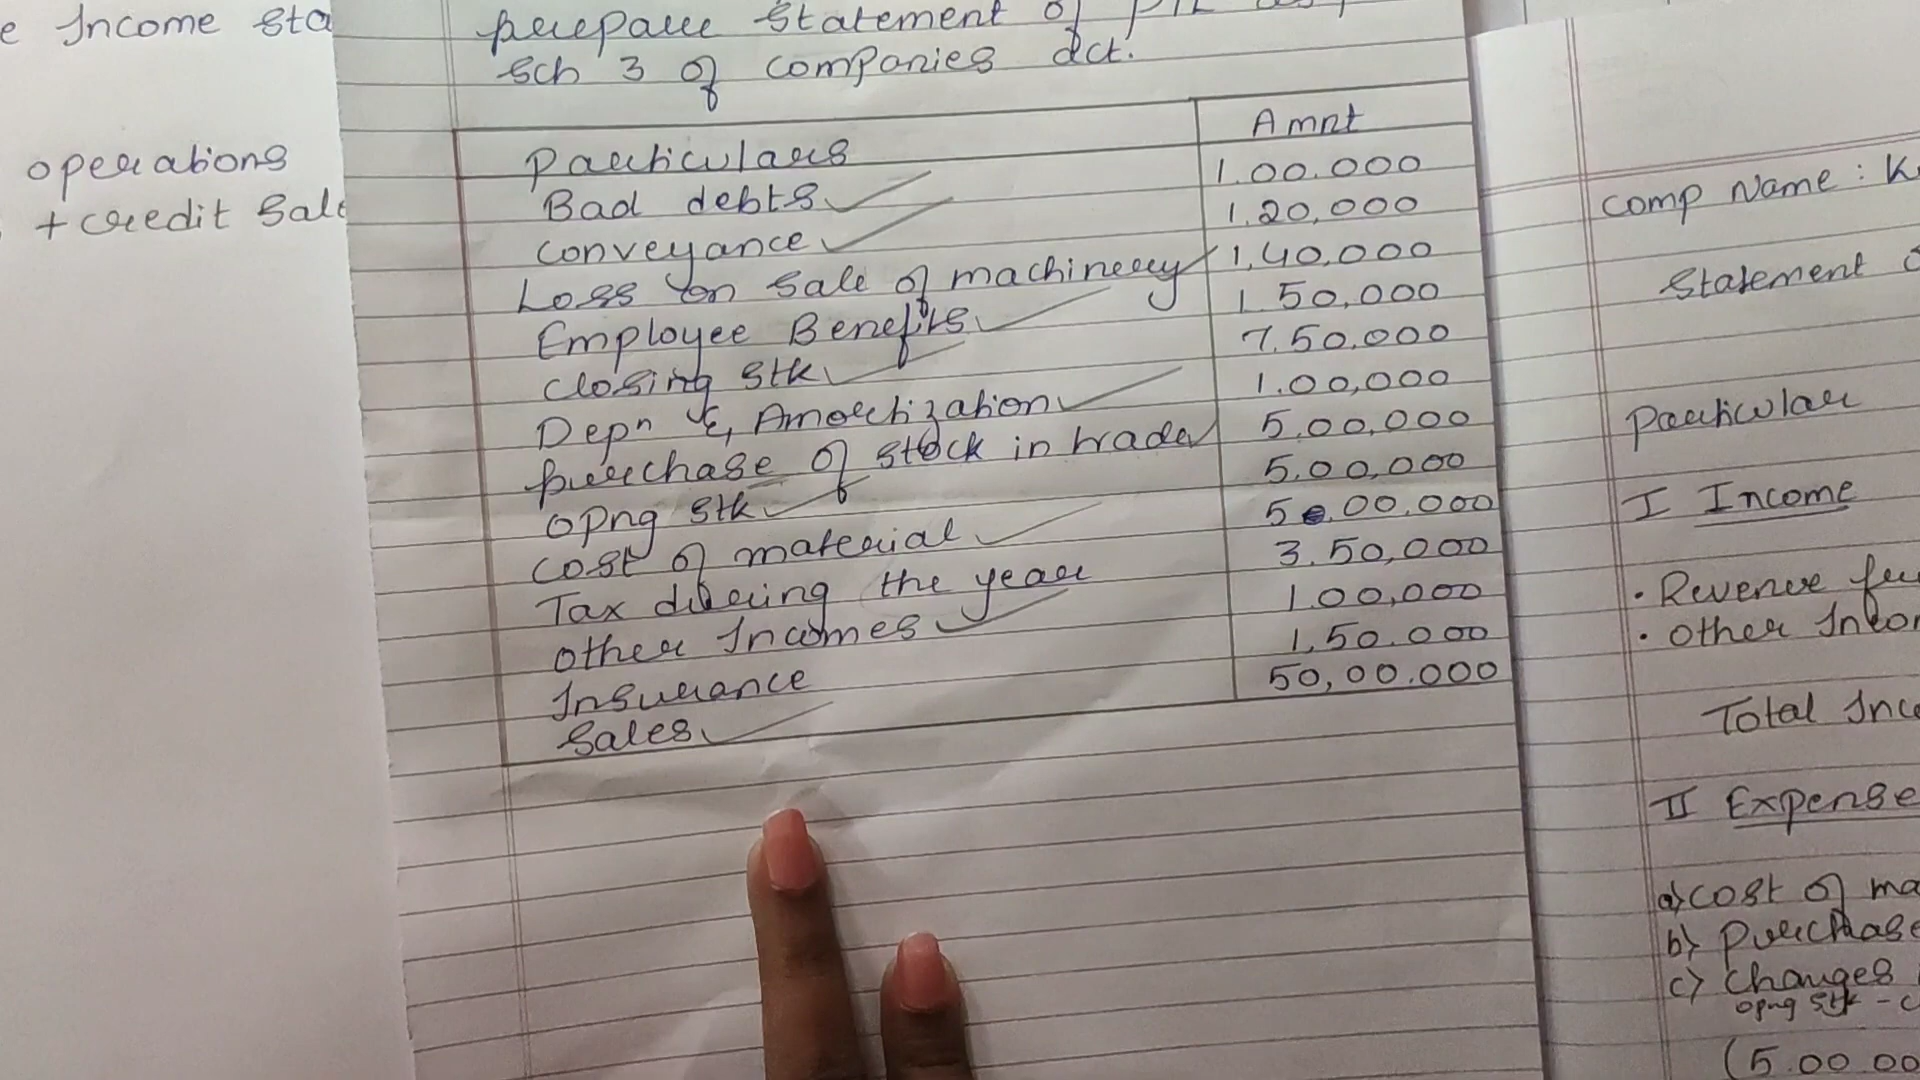 e Income sta
operations
+ credit Sale
prepare Statement of P/L
Sch 3 of companies Act.
Particulars Amnt
Bad debts 1.00.000
conveyance 1.20,000
Loss on Sale of machinery 1,40,000
Employee Benefits 1.50,000
closing Stk 7.50,000
Depn & Amortization 1.00,000
purchase of stock in trade 5.00,000
opng Stk 5.00,000
cost of material 5.00.000
Tax during the year 3.50,000
other Incomes 1.00,000
Insurance 1,50.000
Sales 50,00.000
comp Name : K
Statement
Particular
I Income
• Revenue
• other
Total
II Expense
a) cost of
b) Purchase
c) changes
opng Stk -
(5.00 00